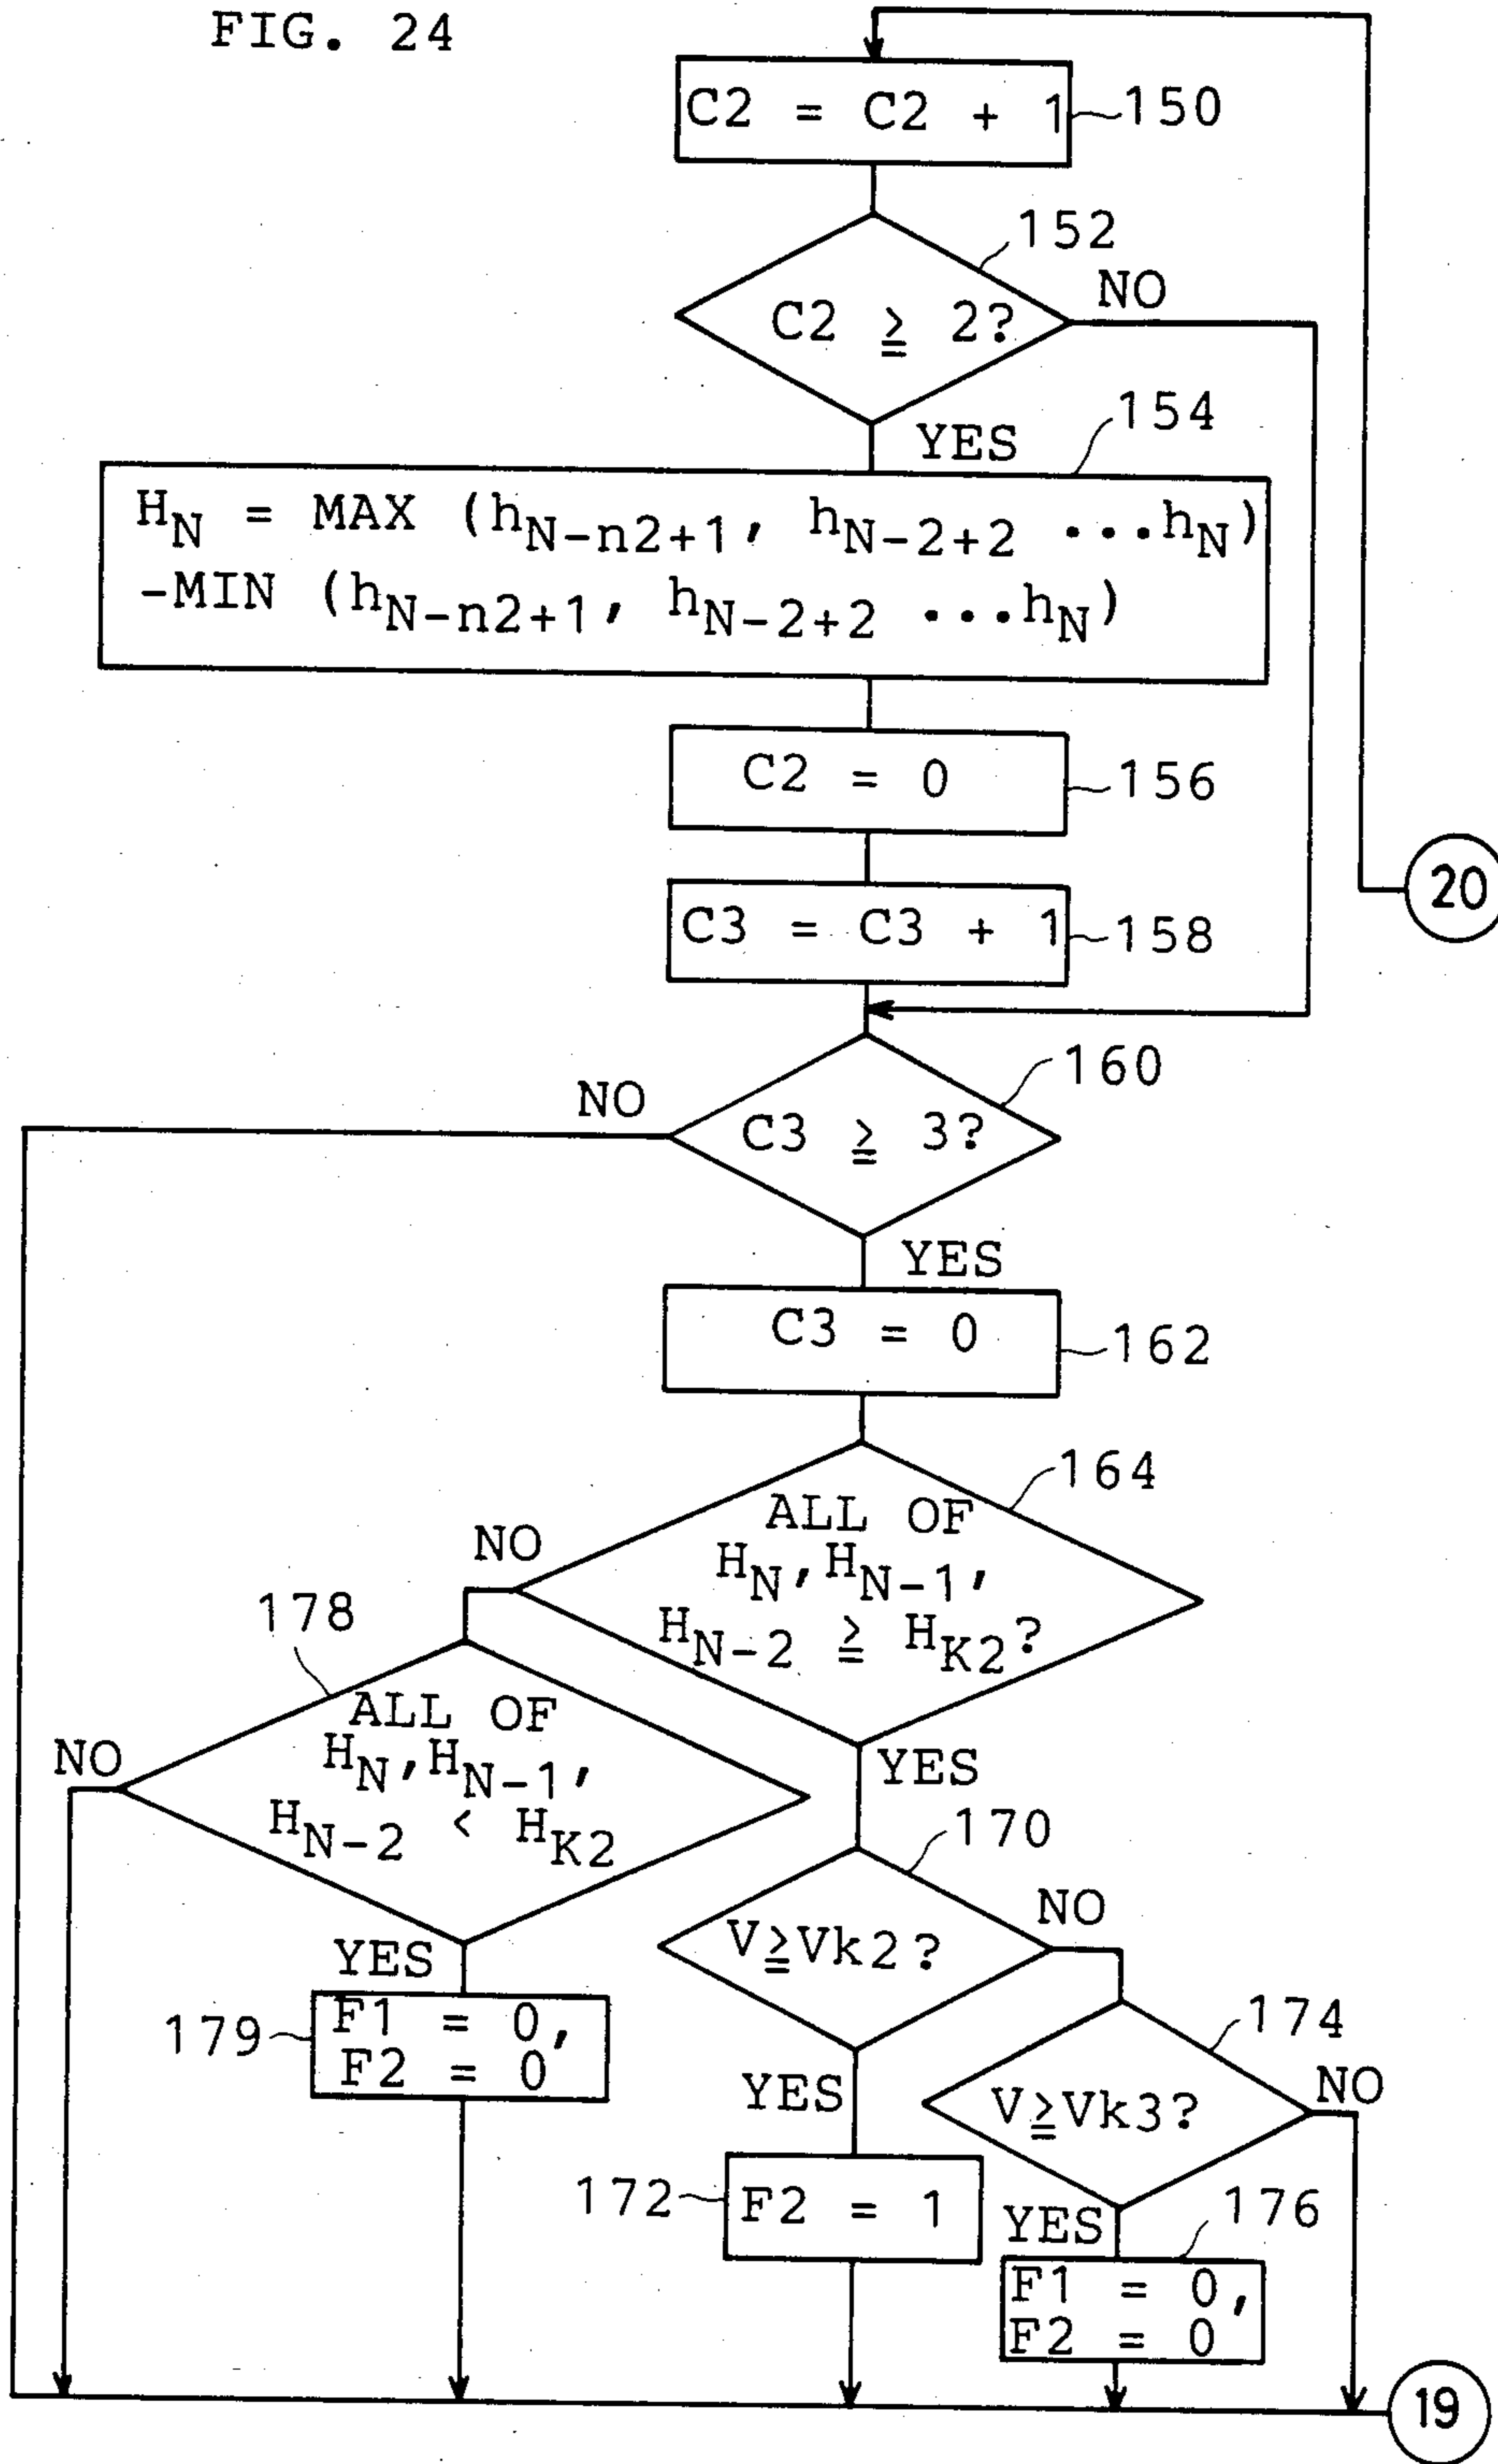 FIG. 24
C2 = C2 + 1
150
152
C2 ≧ 2?
NO
YES
154
H_N = MAX (h_N-n2+1, h_N-2+2 ...h_N)
-MIN (h_N-n2+1, h_N-2+2 ...h_N)
C2 = 0
156
20
C3 = C3 + 1
158
160
NO
C3 ≧ 3?
YES
C3 = 0
162
164
NO
ALL OF
H_N, H_N-1,
H_N-2 ≧ H_K2?
YES
178
NO
ALL OF
H_N, H_N-1,
H_N-2 < H_K2
YES
170
V≧Vk2?
NO
YES
174
V≧Vk3?
NO
YES
179
F1 = 0,
F2 = 0
172
F2 = 1
176
F1 = 0,
F2 = 0
19